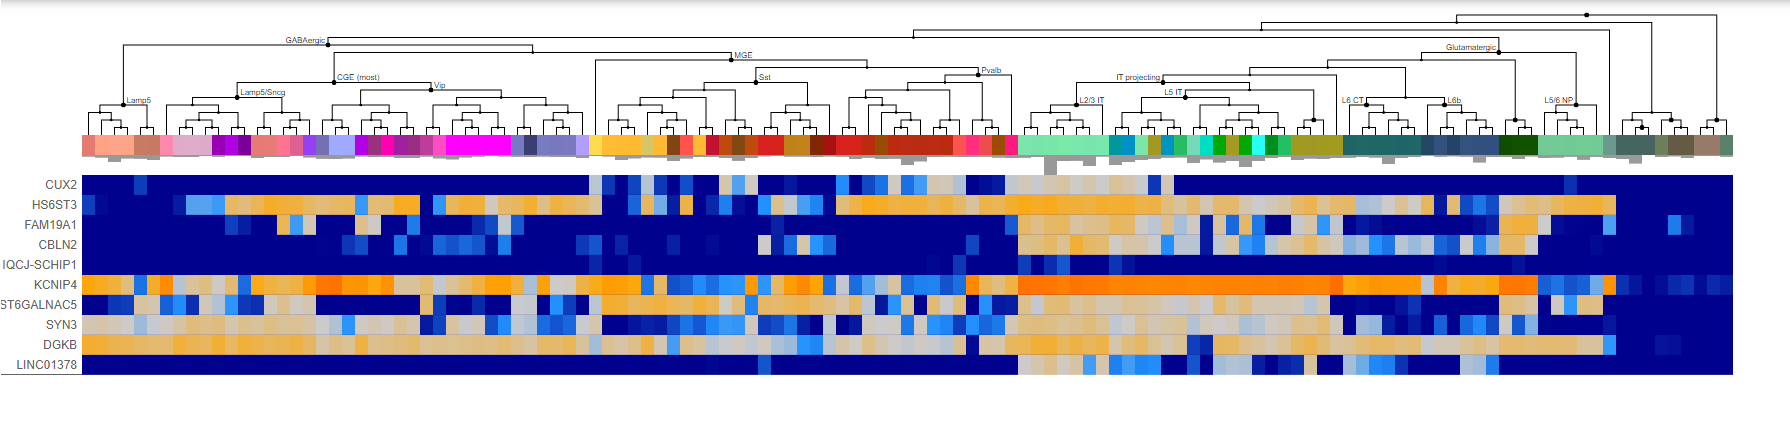 GABAergic
Glutamatergic
MGE
Pvalb
CGE (most)
Sst
IT projecting
Vip
Lamp5/Sncg
L5 IT
Lamp5
L2/3 IT
L6 CT
L6b
L5/6 NP
CUX2
HS6ST3
FAM19A1
CBLN2
IQCJ-SCHIP1
KCNIP4
ST6GALNAC5
SYN3
DGKB
LINC01378